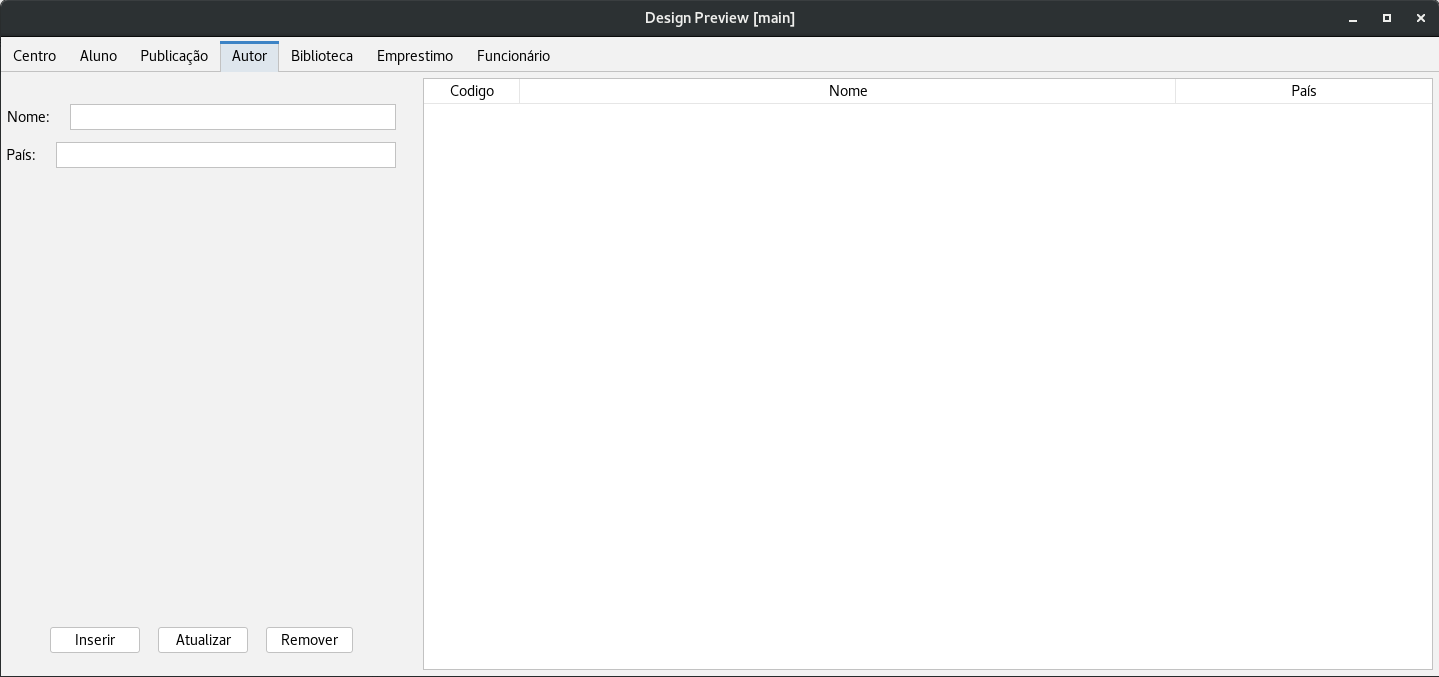 Design Preview [main]
Centro Aluno Publicação Autor Biblioteca Emprestimo Funcionário
Codigo Nome País
Nome:
País:
Inserir Atualizar Remover